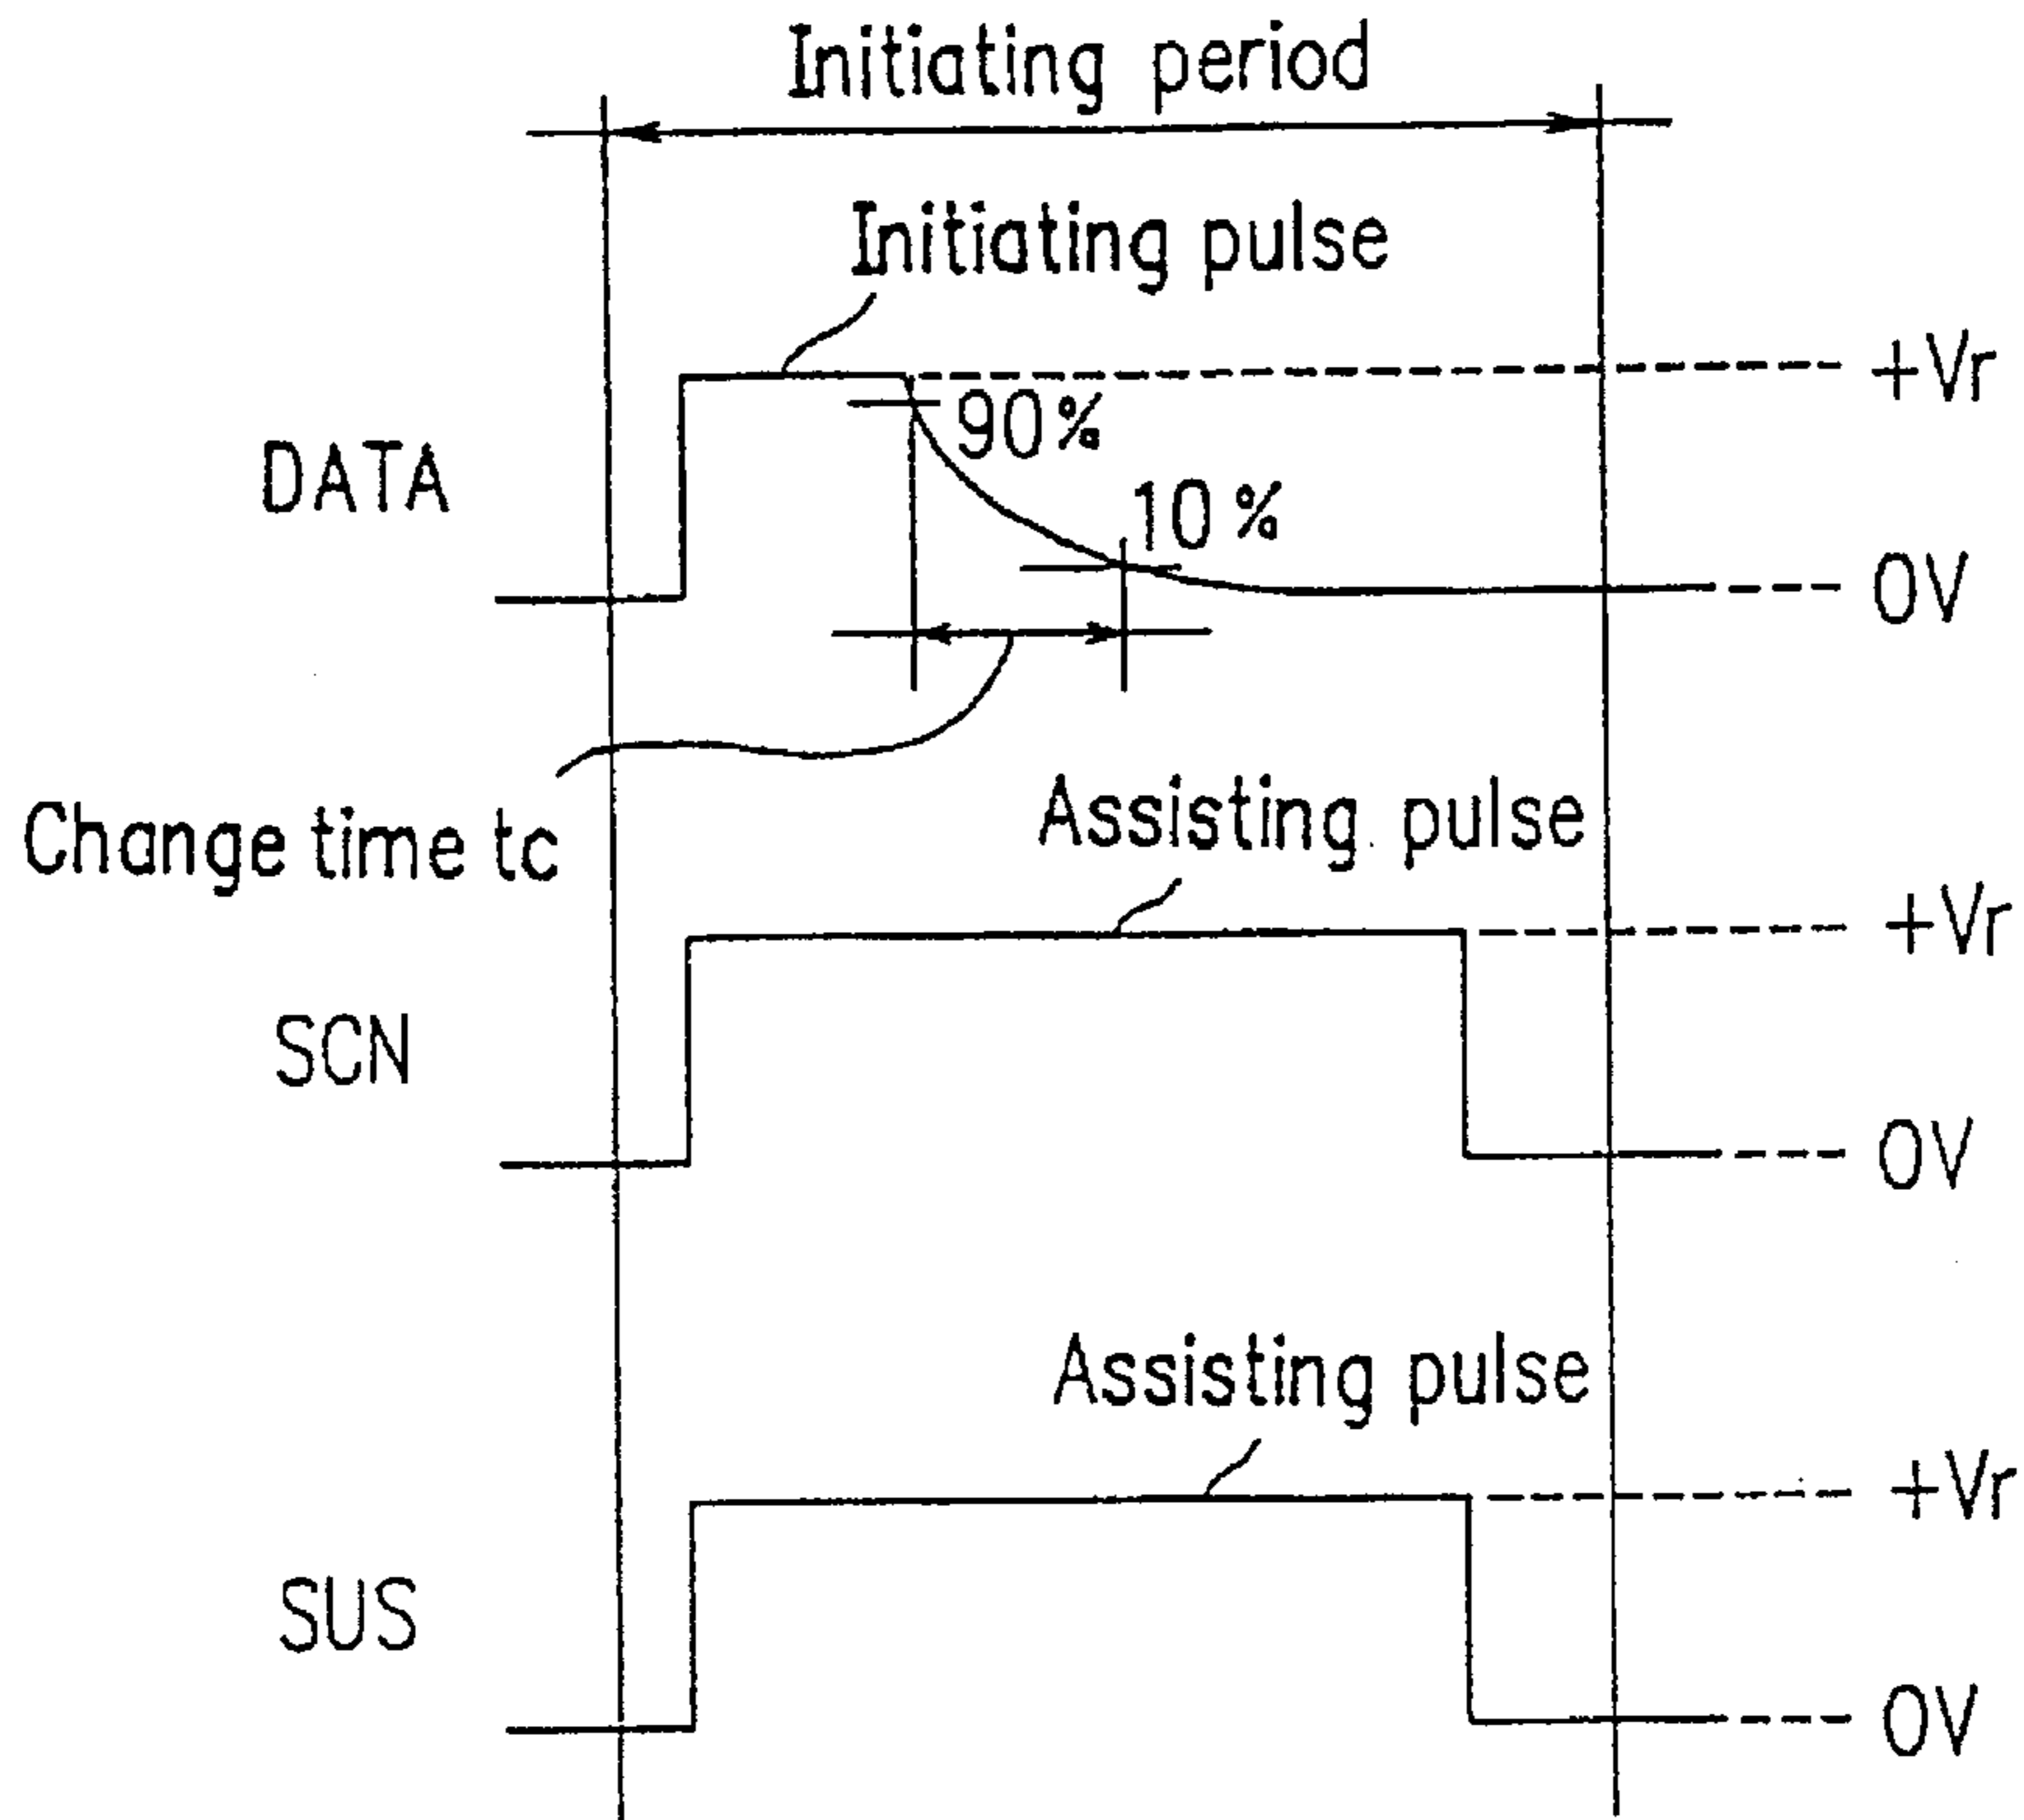 Initiating period
Initiating pulse
+Vr
90%
DATA
10%
0V
Change time tc
Assisting pulse
+Vr
SCN
0V
Assisting pulse
+Vr
SUS
0V